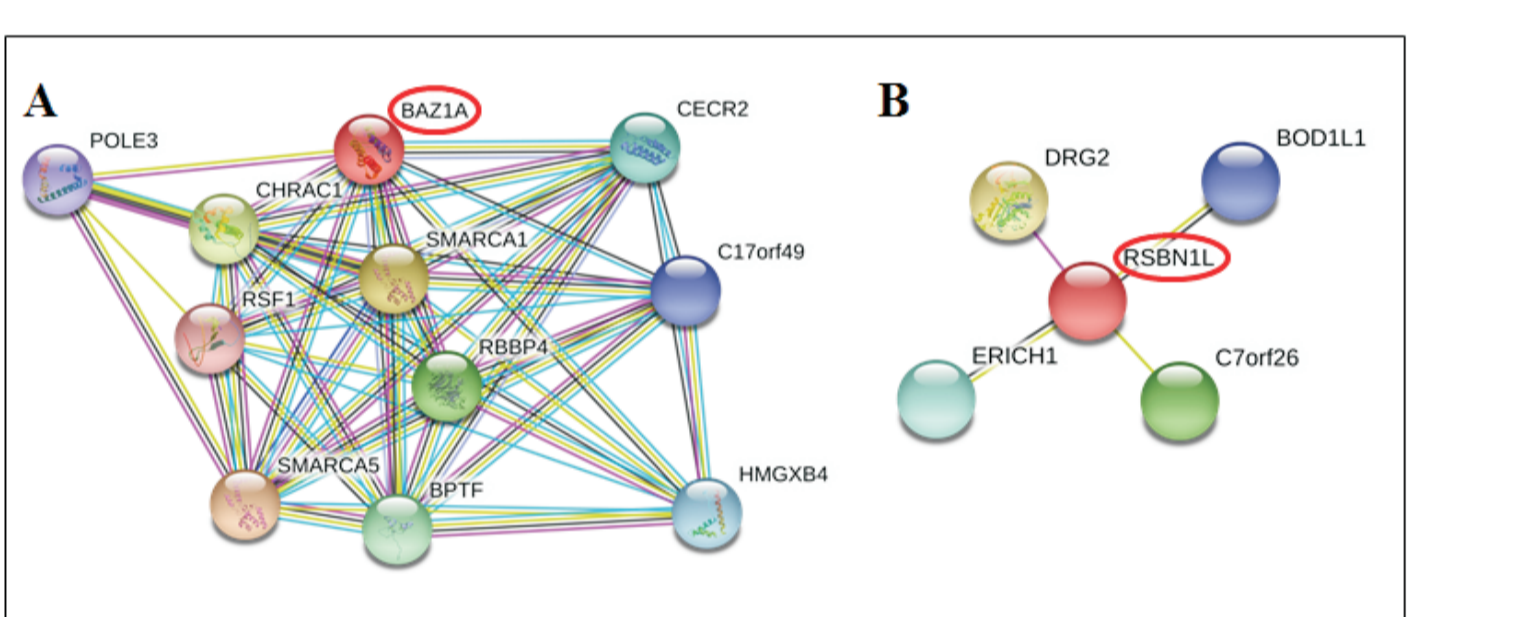 A
BAZ1A
CECR2
POLE3
CHRAC1
SMARCA1
C17orf49
RSF1
RBBP4
SMARCA5
BPTF
HMGXB4
B
BOD1L1
DRG2
RSBN1L
ERICH1
C7orf26